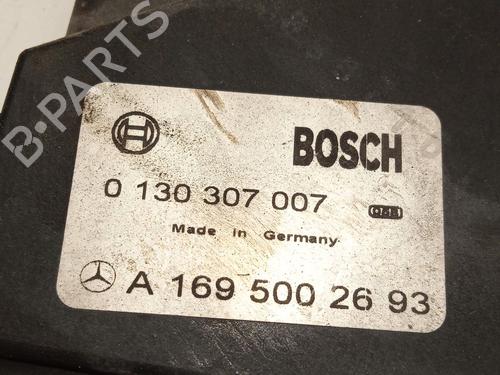 BOSCH
0 130 307 007
Made in Germany
A 169 500 26 93
B-PARTS